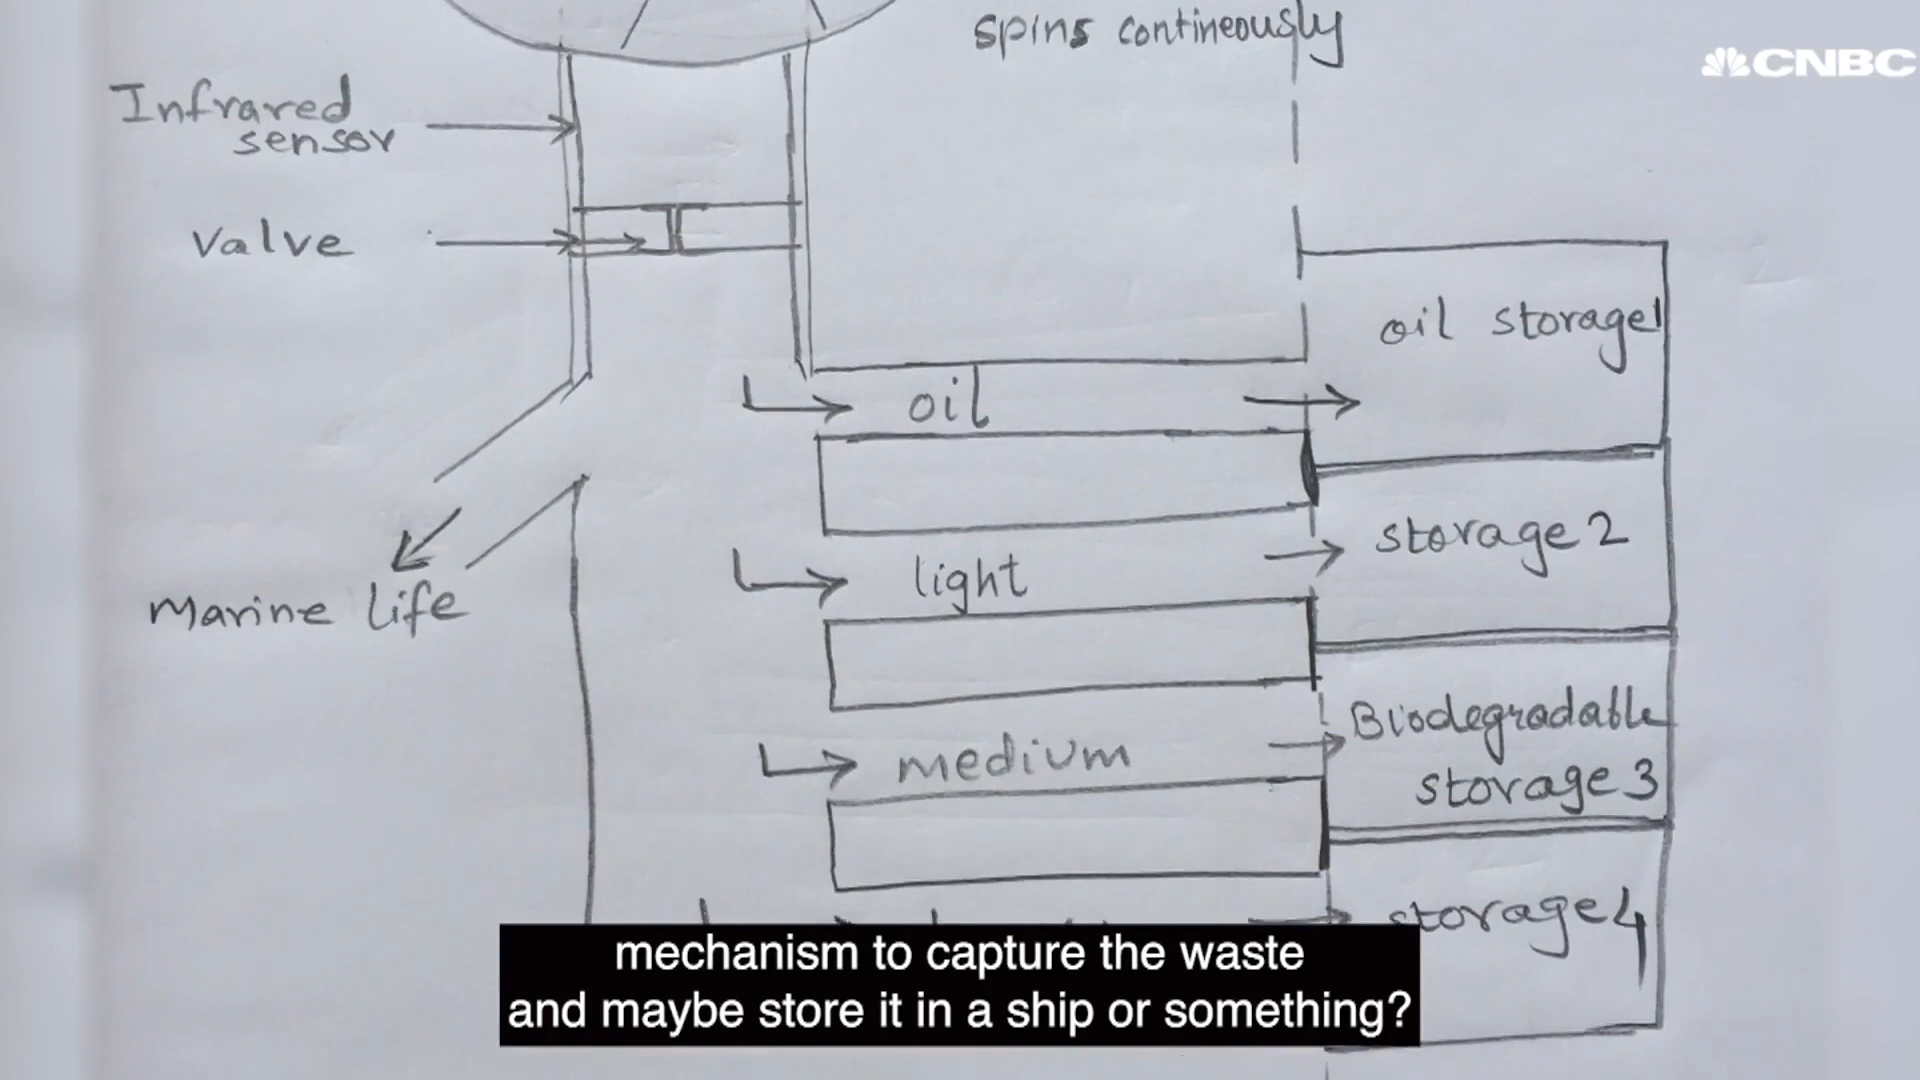 spins contineously
CNBC
Infrared
sensor
Valve
oil storage1
oil
storage2
light
Marine life
Biodegradable
storage3
medium
storage4
mechanism to capture the waste
and maybe store it in a ship or something?